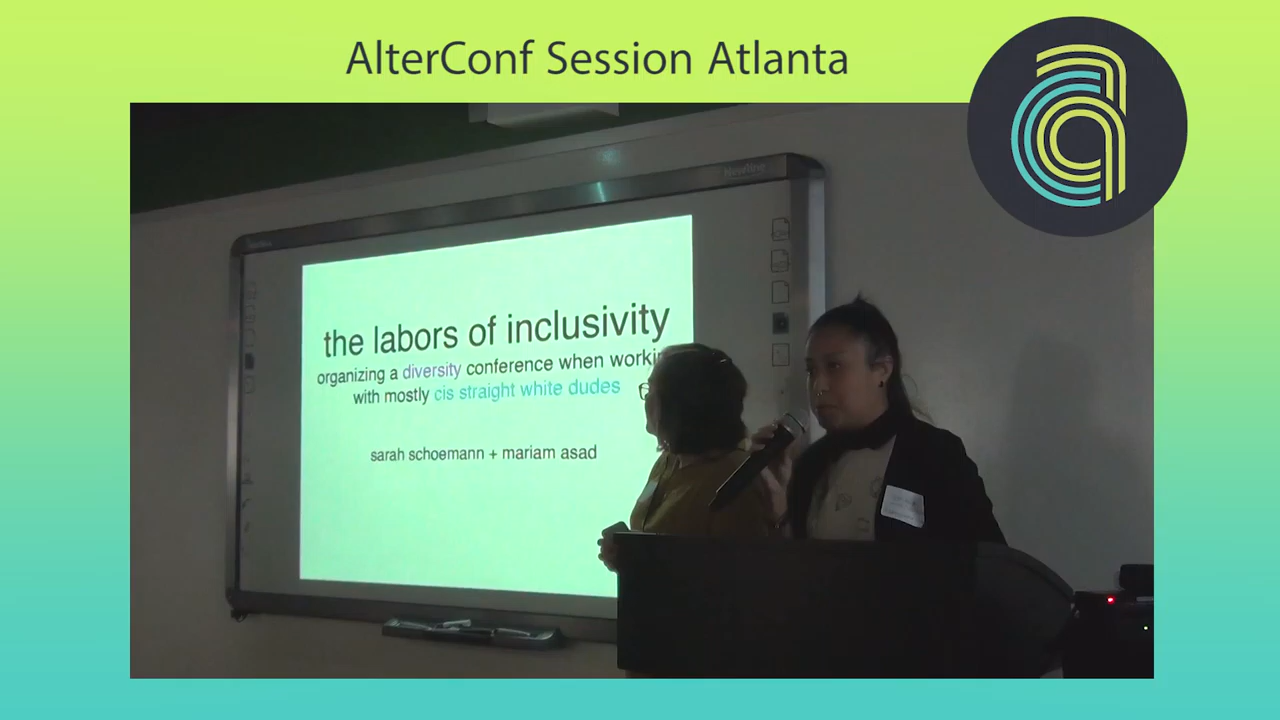 AlterConf Session Atlanta
the labors of inclusivity
organizing a diversity conference when workin
with mostly cis straight white dudes
sarah schoemann + mariam asad